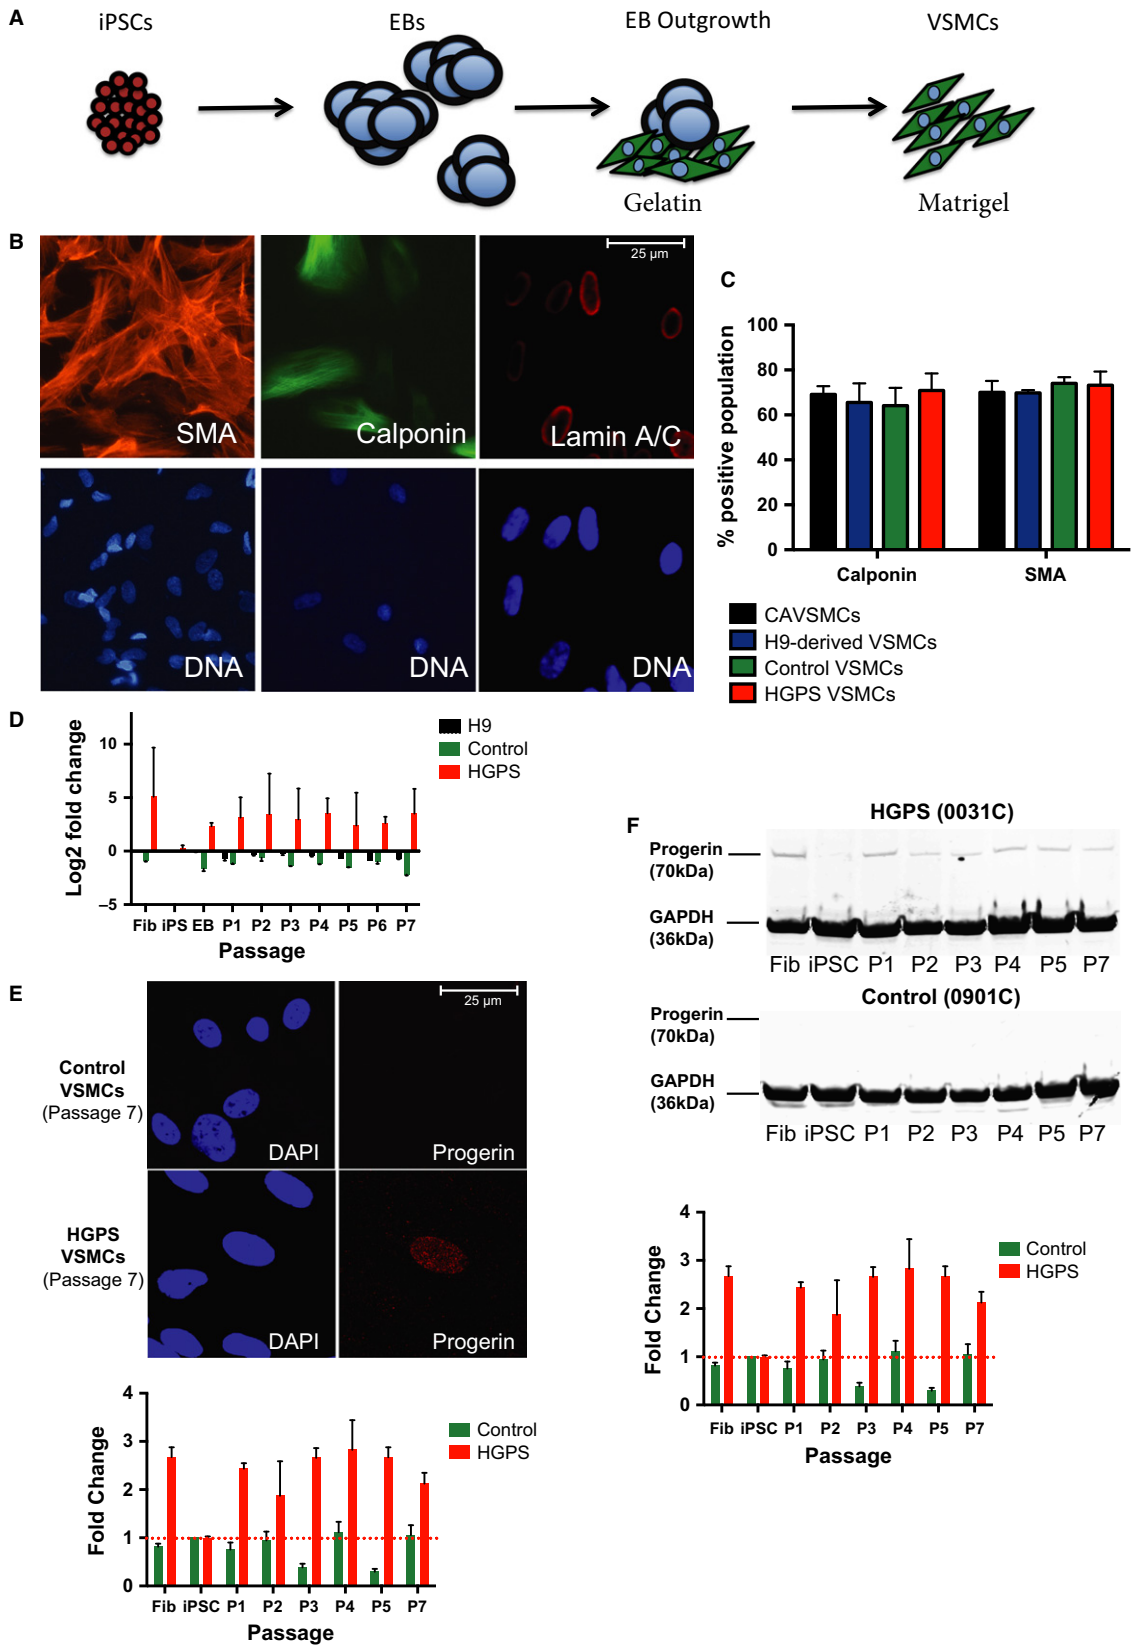 A
iPSCs
EBs
EB Outgrowth
VSMCs
Gelatin
Matrigel
B
25 µm
SMA
Calponin
Lamin A/C
DNA
DNA
DNA
C
% positive population
100
80
60
40
20
0
Calponin
SMA
CAVSMCs
H9-derived VSMCs
Control VSMCs
HGPS VSMCs
D
Log2 fold change
10
5
0
–5
Fib iPS EB P1 P2 P3 P4 P5 P6 P7
Passage
H9
Control
HGPS
E
25 µm
Control
VSMCs
(Passage 7)
DAPI
Progerin
HGPS
VSMCs
(Passage 7)
DAPI
Progerin
Fold Change
4
3
2
1
0
Fib iPSC P1 P2 P3 P4 P5 P7
Passage
Control
HGPS
F
HGPS (0031C)
Progerin
(70kDa)
GAPDH
(36kDa)
Fib iPSC P1 P2 P3 P4 P5 P7
Control (0901C)
Progerin
(70kDa)
GAPDH
(36kDa)
Fib iPSC P1 P2 P3 P4 P5 P7
Fold Change
4
3
2
1
0
Fib iPSC P1 P2 P3 P4 P5 P7
Passage
Control
HGPS